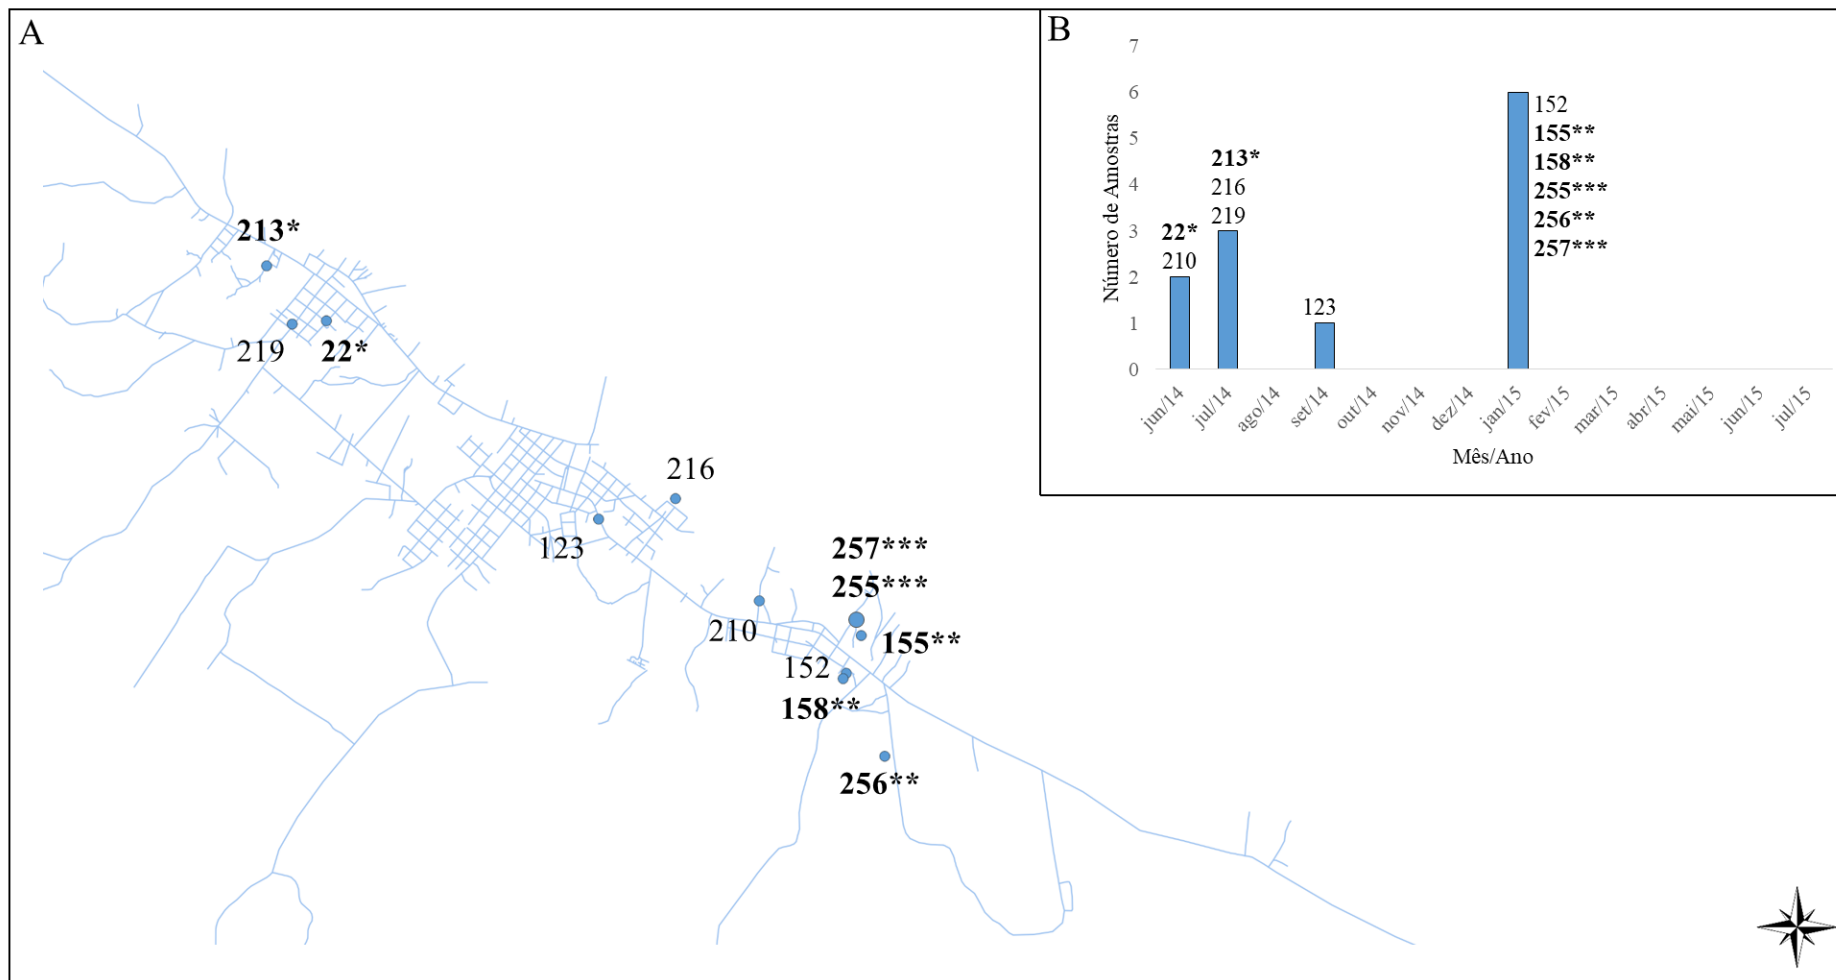 A
213*
219
22*
216
123
257***
255***
210
155**
152
158**
256**
B
Número de Amostras
7
6
5
4
3
2
1
0
22*
210
213*
216
219
123
152
155**
158**
255***
256**
257***
jun/14
jul/14
ago/14
set/14
out/14
nov/14
dez/14
jan/15
fev/15
mar/15
abr/15
mai/15
jun/15
jul/15
Mês/Ano